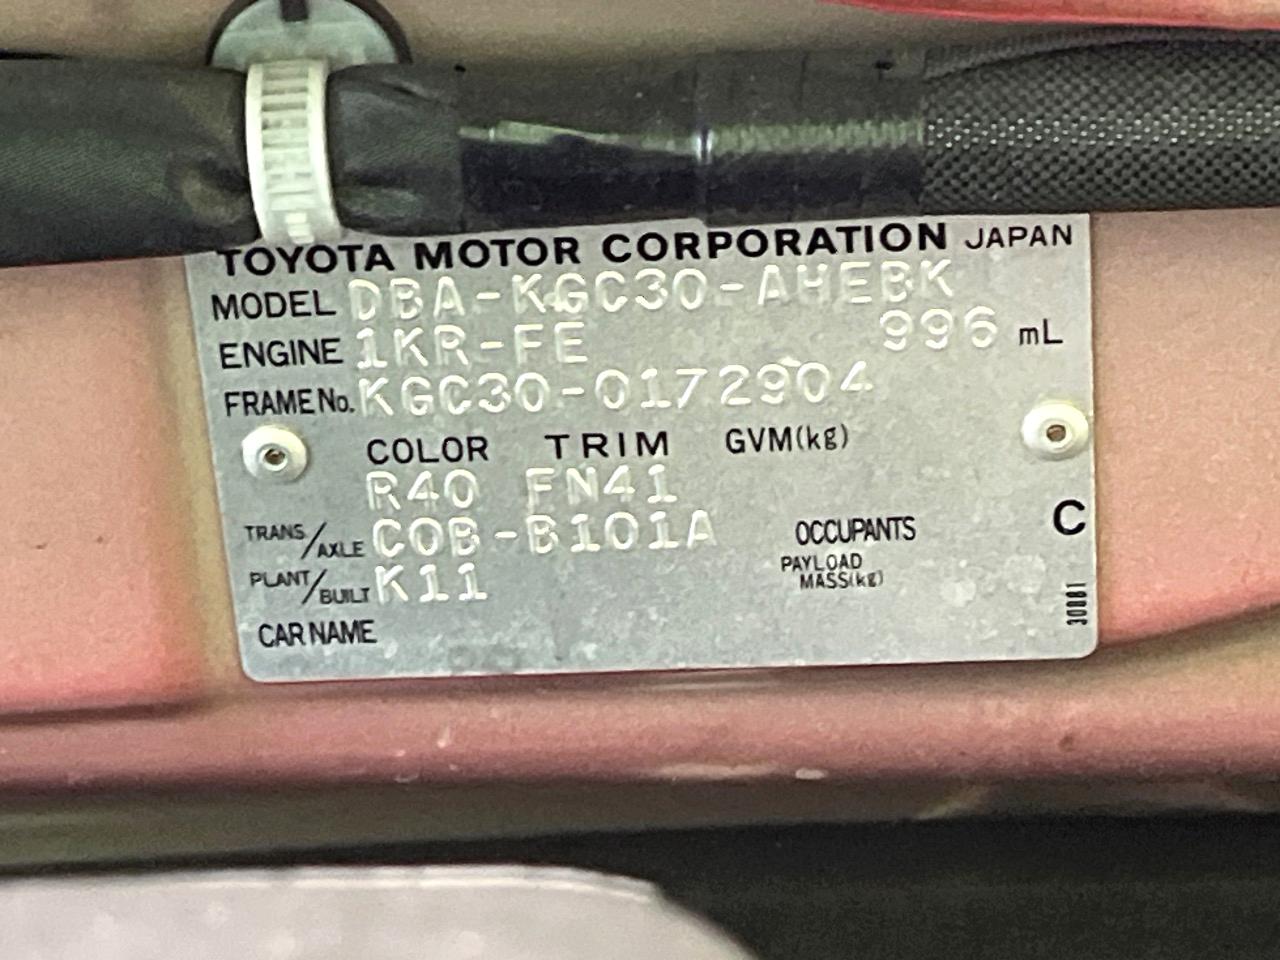 TOYOTA MOTOR CORPORATION JAPAN
MODEL DBA-KGC30-AHEBK
ENGINE 1KR-FE 996 mL
FRAME No. KGC30-0172904
COLOR TRIM GVM(kg)
R40 FN41
TRANS/AXLE C0B-B101A OCCUPANTS C
PLANT/BUILT K11 PAYLOAD MASS(kg)
CAR NAME
30881